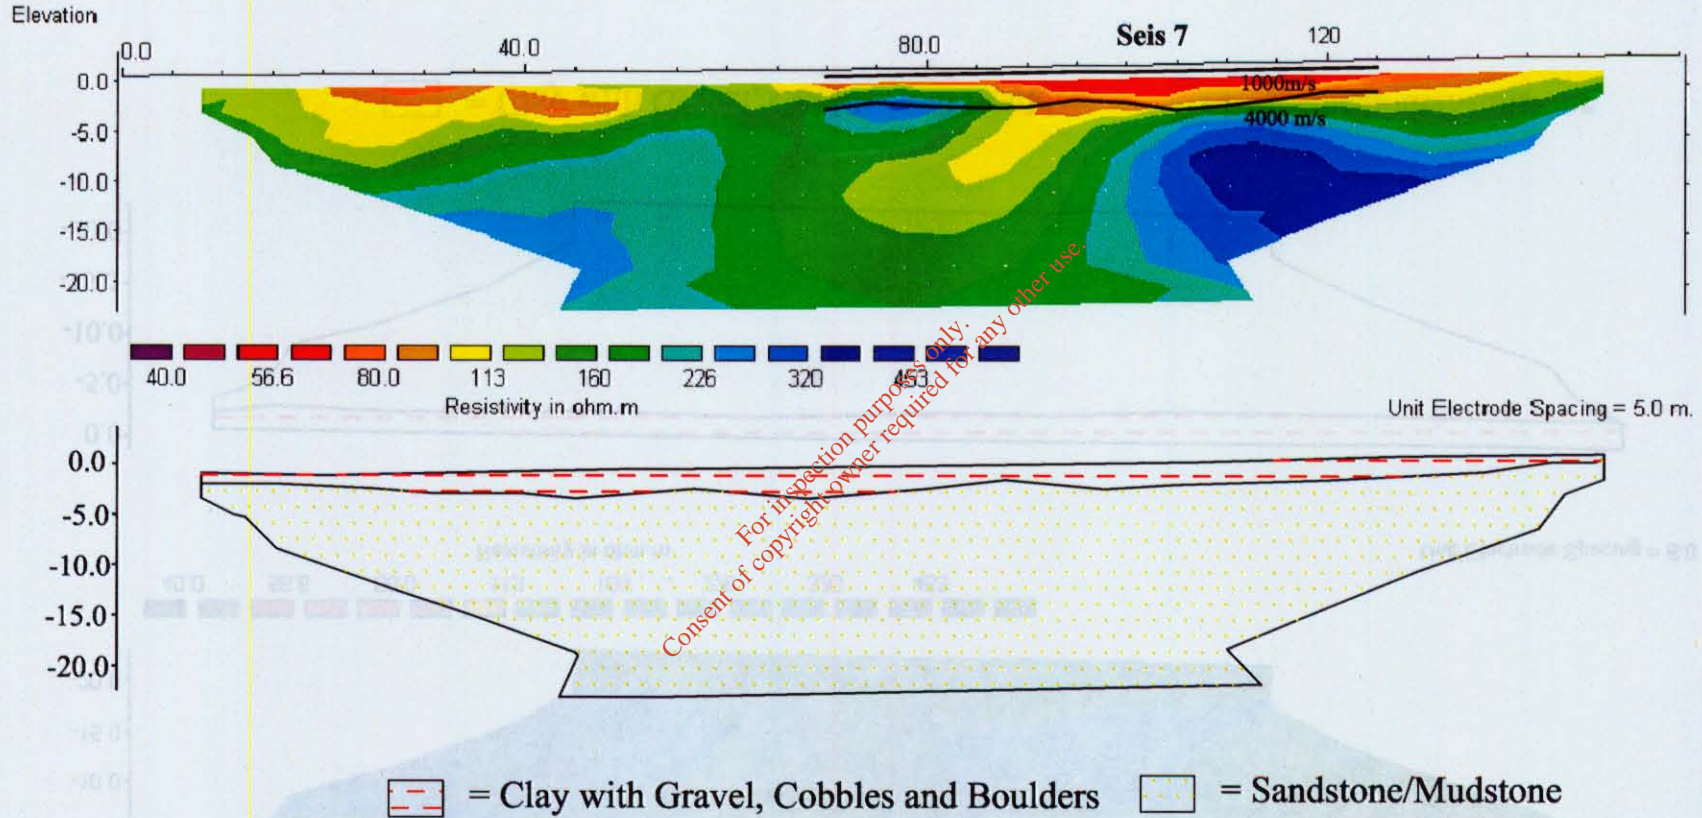 Elevation
0.0 40.0 80.0 Seis 7 120
0.0
-5.0
-10.0
-15.0
-20.0
1000m/s
4000 m/s
40.0 56.6 80.0 113 160 226 320 453
Resistivity in ohm.m
Unit Electrode Spacing = 5.0 m.
For inspection purposes only.
Consent of copyright owner required for any other use.
0.0
-5.0
-10.0
-15.0
-20.0
= Clay with Gravel, Cobbles and Boulders
= Sandstone/Mudstone